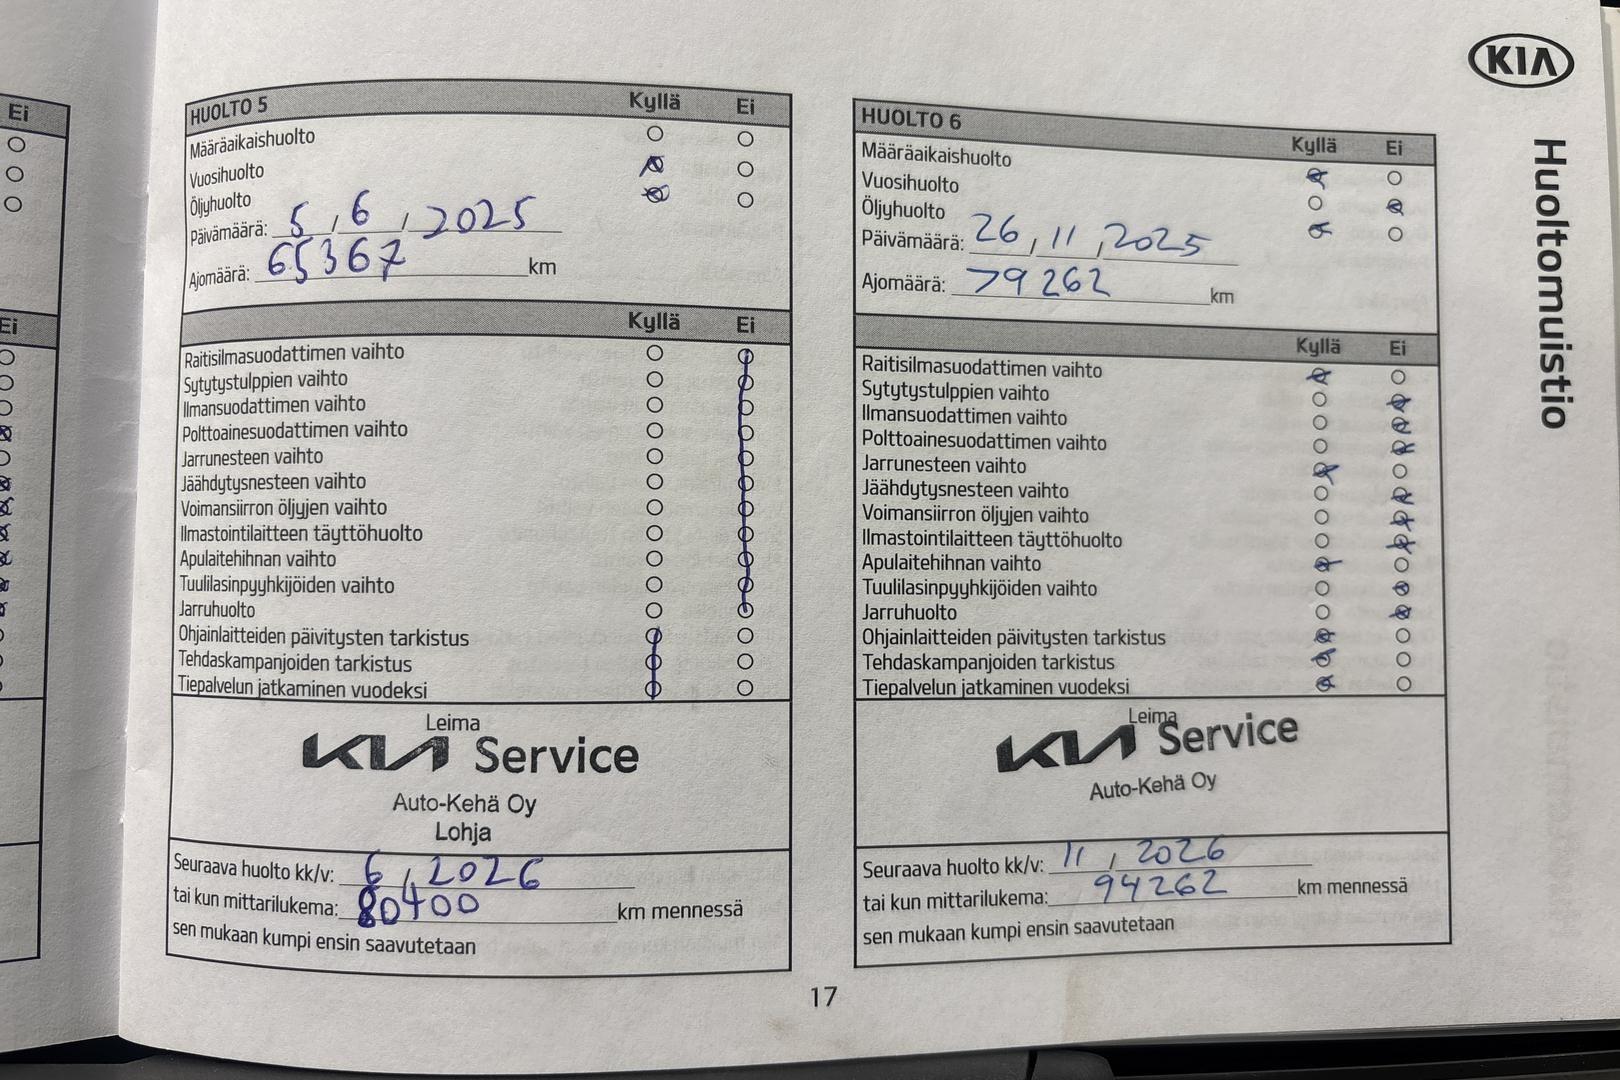 Ei
Ei
HUOLTO 5 Kyllä Ei
Määräaikaishuolto
Vuosihuolto
Öljyhuolto
Päivämäärä: 5 / 6 / 2025
Ajomäärä: 65367 km
Kyllä Ei
Raitisilmasuodattimen vaihto
Sytytystulppien vaihto
Ilmansuodattimen vaihto
Polttoainesuodattimen vaihto
Jarrunesteen vaihto
Jäähdytysnesteen vaihto
Voimansiirron öljyjen vaihto
Ilmastointilaitteen täyttöhuolto
Apulaitehihnan vaihto
Tuulilasinpyyhkijöiden vaihto
Jarruhuolto
Ohjainlaitteiden päivitysten tarkistus
Tehdaskampanjoiden tarkistus
Tiepalvelun jatkaminen vuodeksi
Leima
KIA Service
Auto-Kehä Oy
Lohja
Seuraava huolto kk/v: 6 / 2026
tai kun mittarilukema: 80400 km mennessä
sen mukaan kumpi ensin saavutetaan
HUOLTO 6 Kyllä Ei
Määräaikaishuolto
Vuosihuolto
Öljyhuolto
Päivämäärä: 26 / 11 / 2025
Ajomäärä: 79262 km
Kyllä Ei
Raitisilmasuodattimen vaihto
Sytytystulppien vaihto
Ilmansuodattimen vaihto
Polttoainesuodattimen vaihto
Jarrunesteen vaihto
Jäähdytysnesteen vaihto
Voimansiirron öljyjen vaihto
Ilmastointilaitteen täyttöhuolto
Apulaitehihnan vaihto
Tuulilasinpyyhkijöiden vaihto
Jarruhuolto
Ohjainlaitteiden päivitysten tarkistus
Tehdaskampanjoiden tarkistus
Tiepalvelun jatkaminen vuodeksi
Leima
KIA Service
Auto-Kehä Oy
Seuraava huolto kk/v: 11 / 2026
tai kun mittarilukema: 94262 km mennessä
sen mukaan kumpi ensin saavutetaan
KIA
Huoltomuistio
17